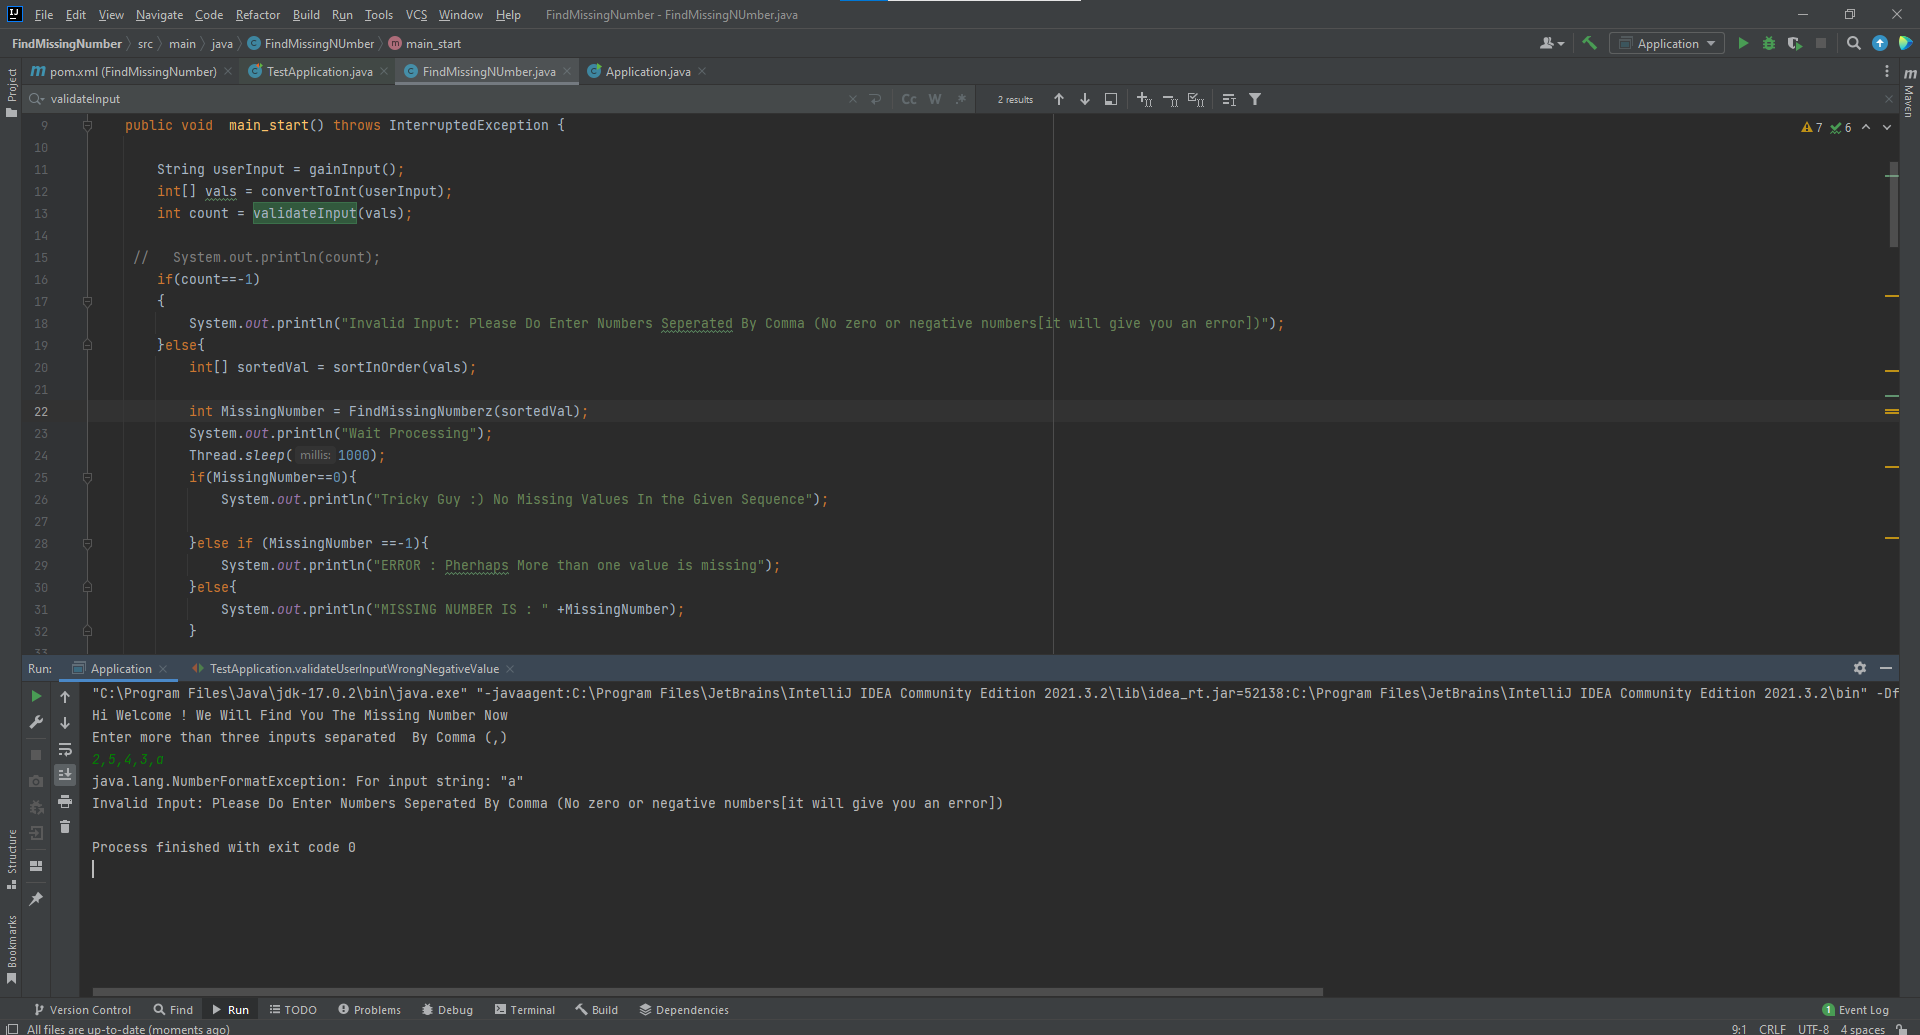 File Edit View Navigate Code Refactor Build Run Tools VCS Window Help FindMissingNumber - FindMissingNUmber.java
FindMissingNumber src main java FindMissingNUmber main_start Application
pom.xml (FindMissingNumber) TestApplication.java FindMissingNUmber.java Application.java
validateInput Cc W .* 2 results
9 public void main_start() throws InterruptedException { 7 6
10
11 String userInput = gainInput();
12 int[] vals = convertToInt(userInput);
13 int count = validateInput(vals);
14
15 // System.out.println(count);
16 if(count==-1)
17 {
18 System.out.println("Invalid Input: Please Do Enter Numbers Seperated By Comma (No zero or negative numbers[it will give you an error])");
19 }else{
20 int[] sortedVal = sortInOrder(vals);
21
22 int MissingNumber = FindMissingNumberz(sortedVal);
23 System.out.println("Wait Processing");
24 Thread.sleep( millis: 1000);
25 if(MissingNumber==0){
26 System.out.println("Tricky Guy :) No Missing Values In the Given Sequence");
27
28 }else if (MissingNumber ==-1){
29 System.out.println("ERROR : Pherhaps More than one value is missing");
30 }else{
31 System.out.println("MISSING NUMBER IS : " +MissingNumber);
32 }
33
Run: Application TestApplication.validateUserInputWrongNegativeValue
"C:\Program Files\Java\jdk-17.0.2\bin\java.exe" "-javaagent:C:\Program Files\JetBrains\IntelliJ IDEA Community Edition 2021.3.2\lib\idea_rt.jar=52138:C:\Program Files\JetBrains\IntelliJ IDEA Community Edition 2021.3.2\bin" -Df
Hi Welcome ! We Will Find You The Missing Number Now
Enter more than three inputs separated  By Comma (,)
2,5,4,3,a
java.lang.NumberFormatException: For input string: "a"
Invalid Input: Please Do Enter Numbers Seperated By Comma (No zero or negative numbers[it will give you an error])
Process finished with exit code 0
Project
Structure
Bookmarks
m
Maven
Version Control Find Run TODO Problems Debug Terminal Build Dependencies 1 Event Log
All files are up-to-date (moments ago) 9:1 CRLF UTF-8 4 spaces